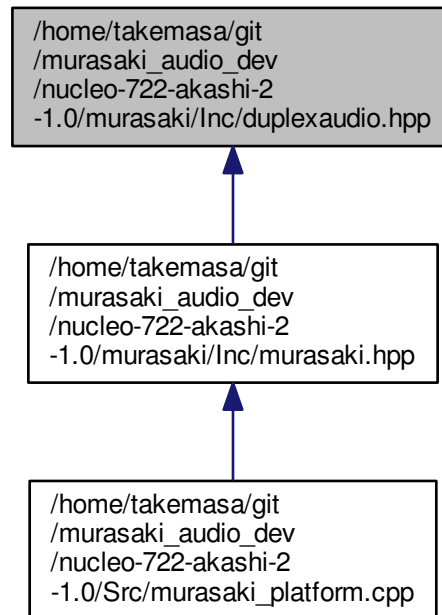 /home/takemasa/git
/murasaki_audio_dev
/nucleo-722-akashi-2
-1.0/murasaki/Inc/duplexaudio.hpp
/home/takemasa/git
/murasaki_audio_dev
/nucleo-722-akashi-2
-1.0/murasaki/Inc/murasaki.hpp
/home/takemasa/git
/murasaki_audio_dev
/nucleo-722-akashi-2
-1.0/Src/murasaki_platform.cpp